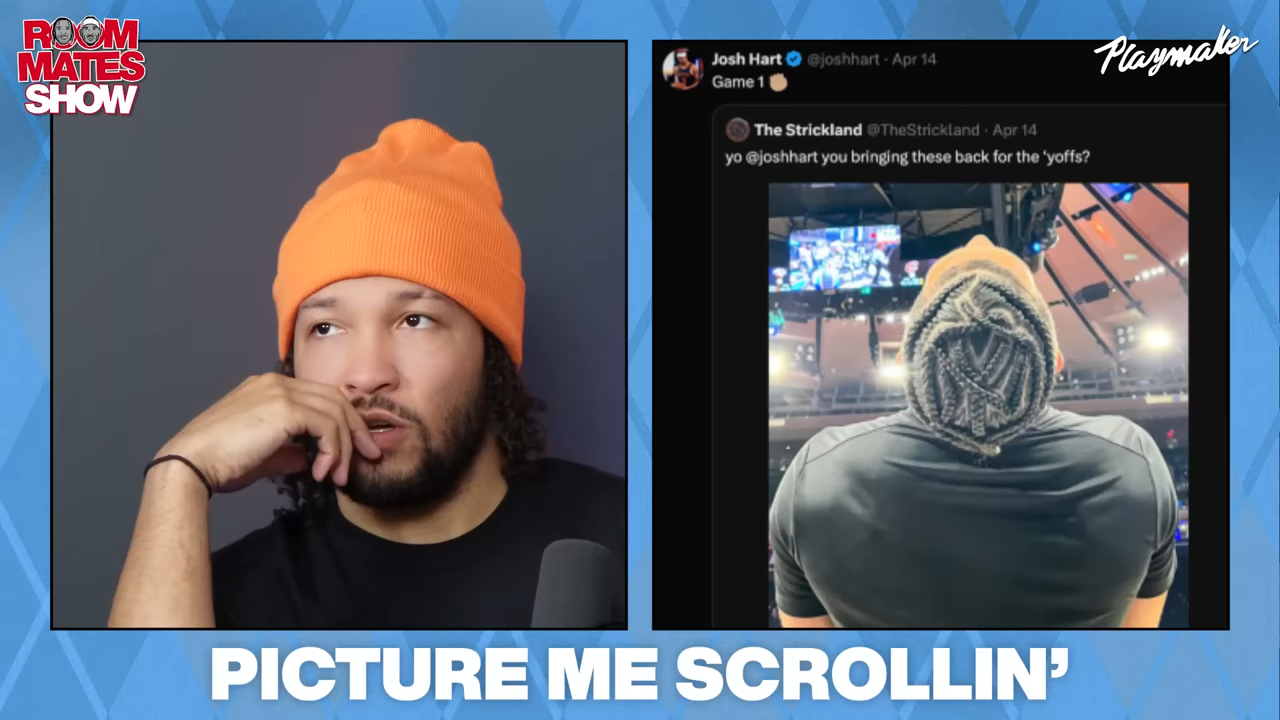 ROOM
MATES
SHOW
Playmaker
Josh Hart @joshhart · Apr 14
Game 1 ✊🏼
The Strickland @TheStrickland · Apr 14
yo @joshhart you bringing these back for the ‘yoffs?
NY
PICTURE ME SCROLLIN’